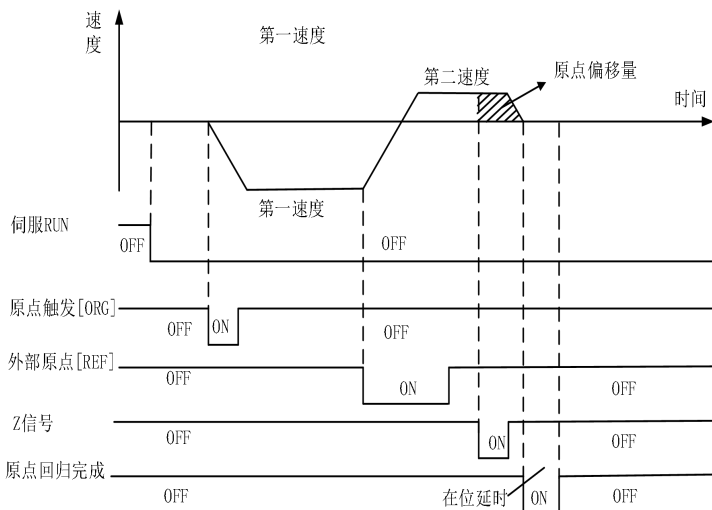 速
度
第一速度
第二速度
原点偏移量
时间
第一速度
伺服RUN
OFF
OFF
原点触发[ORG]
OFF
ON
OFF
外部原点[REF]
OFF
ON
OFF
Z信号
OFF
ON
OFF
原点回归完成
OFF
在位延时
ON
OFF